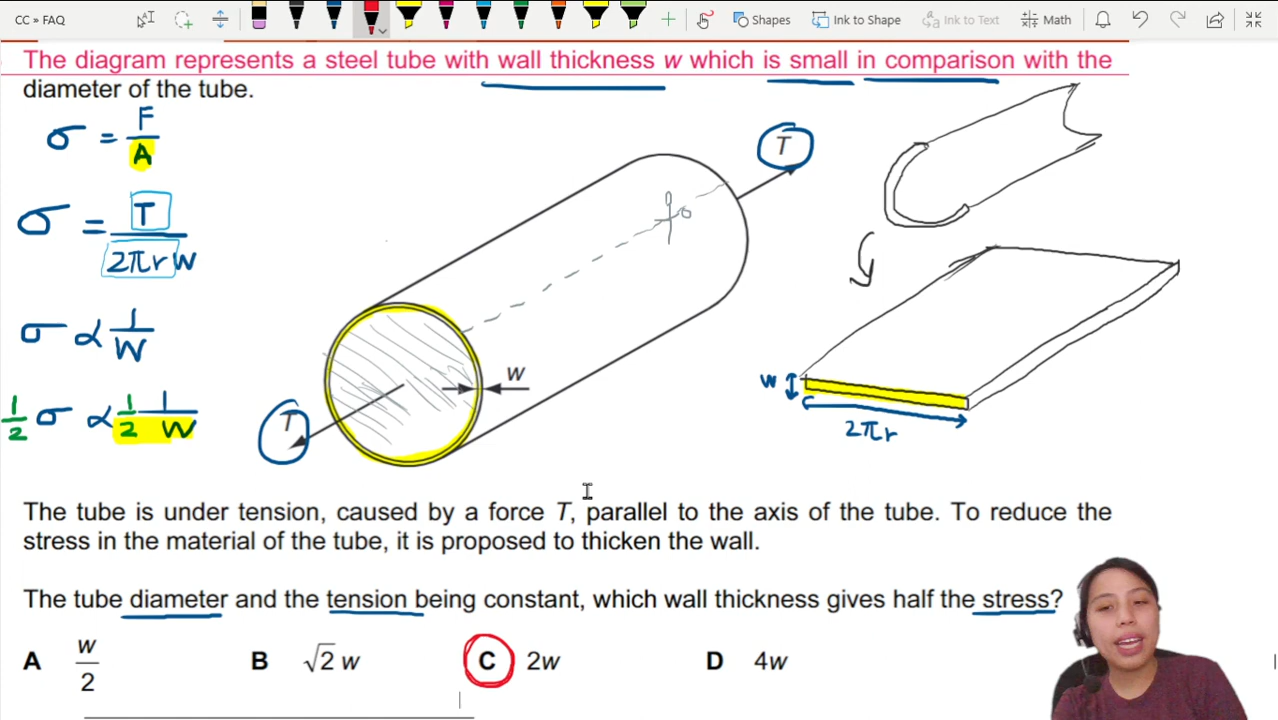 CC » FAQ
Shapes
Ink to Shape
Ink to Text
Math
The diagram represents a steel tube with wall thickness w which is small in comparison with the
diameter of the tube.
σ = F/A
σ = T/2πrw
σ ∝ 1/w
1/2 σ ∝ 1/2 1/w
T
T
w
w
2πr
The tube is under tension, caused by a force T, parallel to the axis of the tube. To reduce the
stress in the material of the tube, it is proposed to thicken the wall.
The tube diameter and the tension being constant, which wall thickness gives half the stress?
A w/2 B √2 w C 2w D 4w